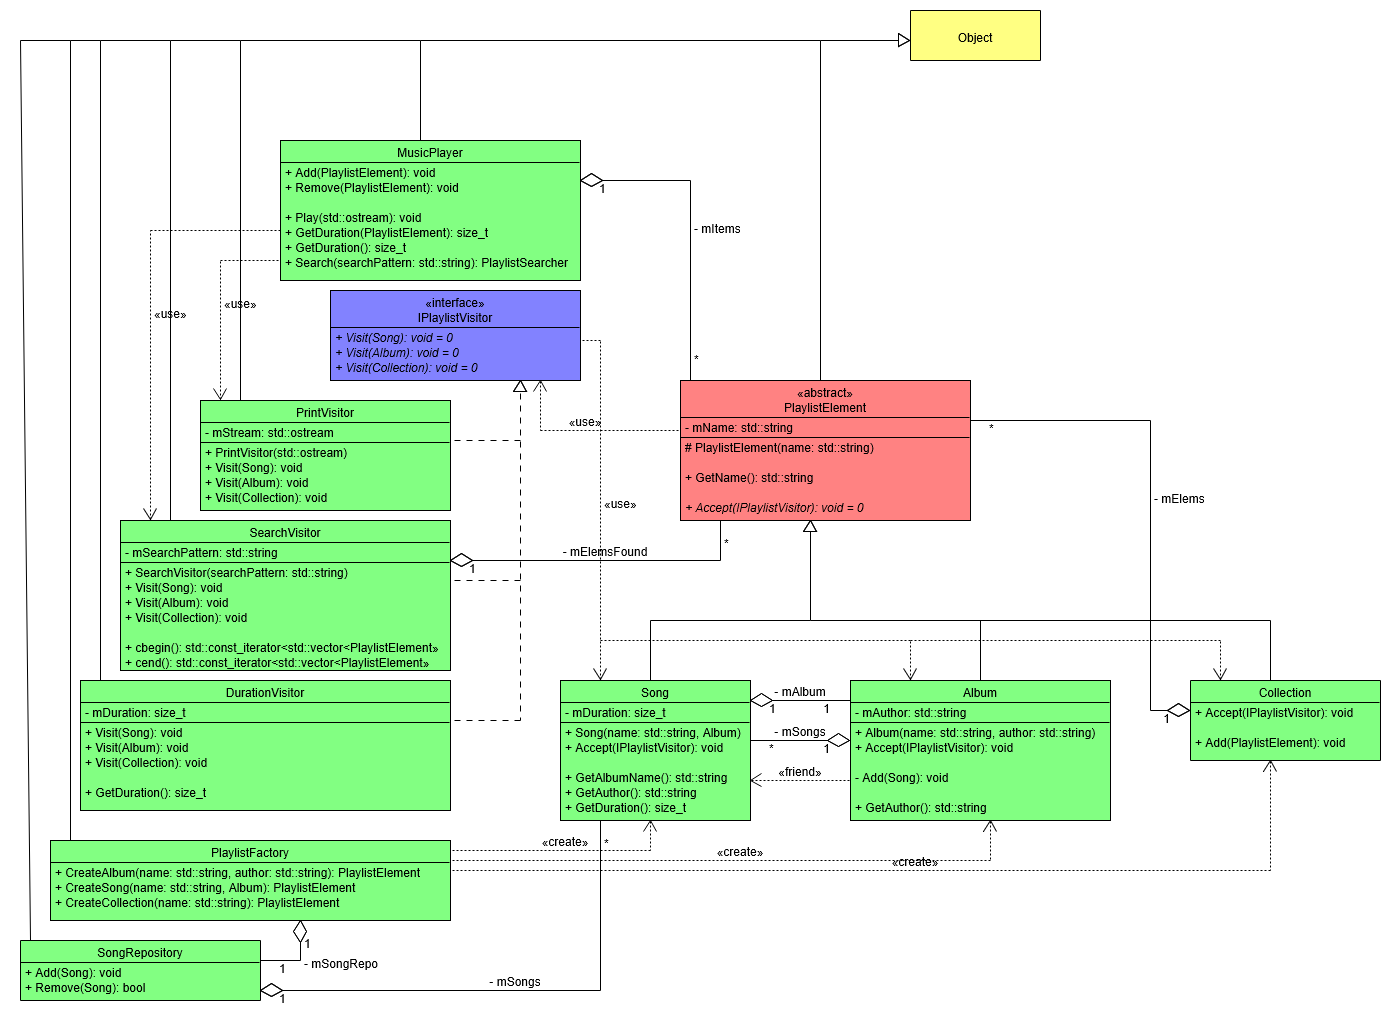 Object
MusicPlayer
+ Add(PlaylistElement): void
+ Remove(PlaylistElement): void
+ Play(std::ostream): void
+ GetDuration(PlaylistElement): size_t
+ GetDuration(): size_t
+ Search(searchPattern: std::string): PlaylistSearcher
1
- mItems
*
«use»
«use»
«interface»
IPlaylistVisitor
+ Visit(Song): void = 0
+ Visit(Album): void = 0
+ Visit(Collection): void = 0
«use»
«use»
«abstract»
PlaylistElement
- mName: std::string
# PlaylistElement(name: std::string)
+ GetName(): std::string
+ Accept(IPlaylistVisitor): void = 0
*
- mElems
1
PrintVisitor
- mStream: std::ostream
+ PrintVisitor(std::ostream)
+ Visit(Song): void
+ Visit(Album): void
+ Visit(Collection): void
SearchVisitor
- mSearchPattern: std::string
+ SearchVisitor(searchPattern: std::string)
+ Visit(Song): void
+ Visit(Album): void
+ Visit(Collection): void
+ cbegin(): std::const_iterator<std::vector<PlaylistElement»
+ cend(): std::const_iterator<std::vector<PlaylistElement»
1
- mElemsFound
*
DurationVisitor
- mDuration: size_t
+ Visit(Song): void
+ Visit(Album): void
+ Visit(Collection): void
+ GetDuration(): size_t
Song
- mDuration: size_t
+ Song(name: std::string, Album)
+ Accept(IPlaylistVisitor): void
+ GetAlbumName(): std::string
+ GetAuthor(): std::string
+ GetDuration(): size_t
- mAlbum
1
1
- mSongs
*
1
«friend»
Album
- mAuthor: std::string
+ Album(name: std::string, author: std::string)
+ Accept(IPlaylistVisitor): void
- Add(Song): void
+ GetAuthor(): std::string
Collection
+ Accept(IPlaylistVisitor): void
+ Add(PlaylistElement): void
PlaylistFactory
+ CreateAlbum(name: std::string, author: std::string): PlaylistElement
+ CreateSong(name: std::string, Album): PlaylistElement
+ CreateCollection(name: std::string): PlaylistElement
«create»
*
«create»
«create»
1
1
- mSongRepo
SongRepository
+ Add(Song): void
+ Remove(Song): bool
1
- mSongs